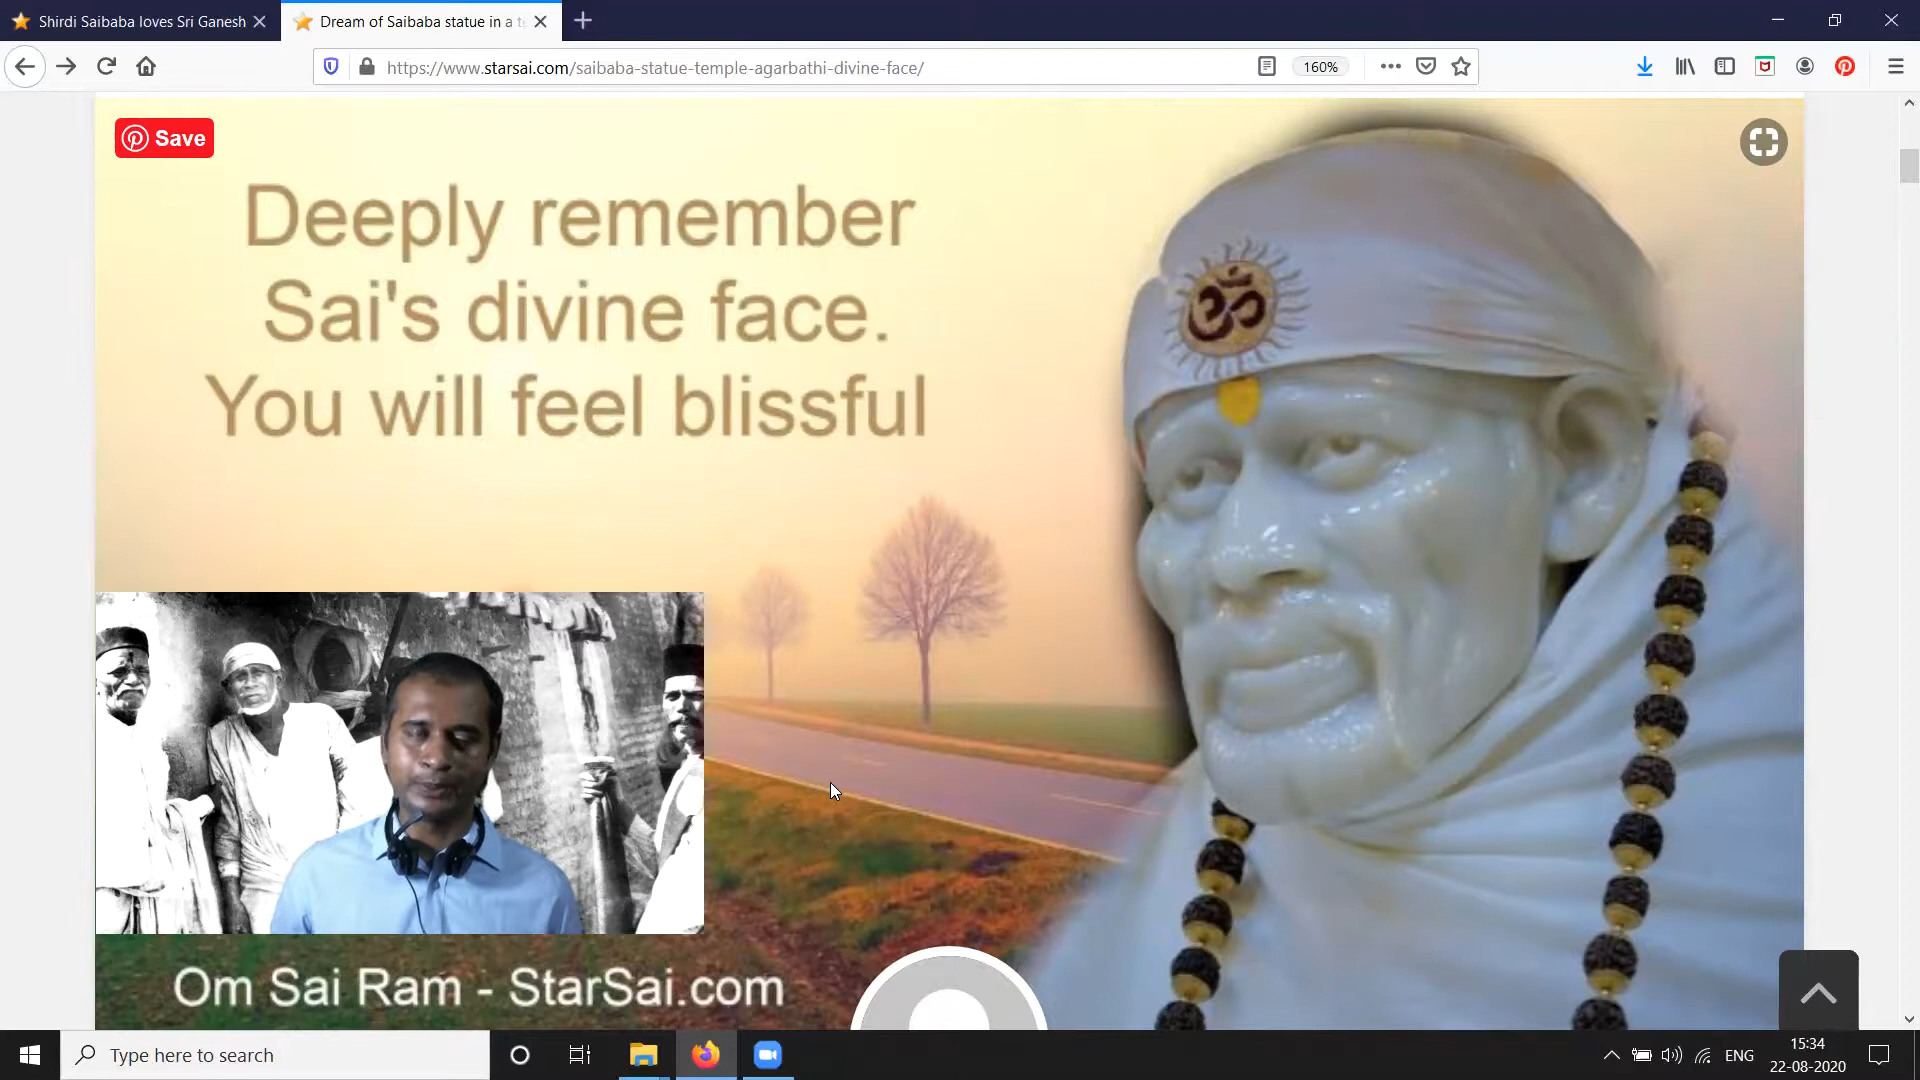 Shirdi Saibaba loves Sri Ganesh
Dream of Saibaba statue in a te
https://www.starsai.com/saibaba-statue-temple-agarbathi-divine-face/
160%
Save
Deeply remember
Sai's divine face.
You will feel blissful
ॐ
Om Sai Ram - StarSai.com
Type here to search
ENG
15:34
22-08-2020